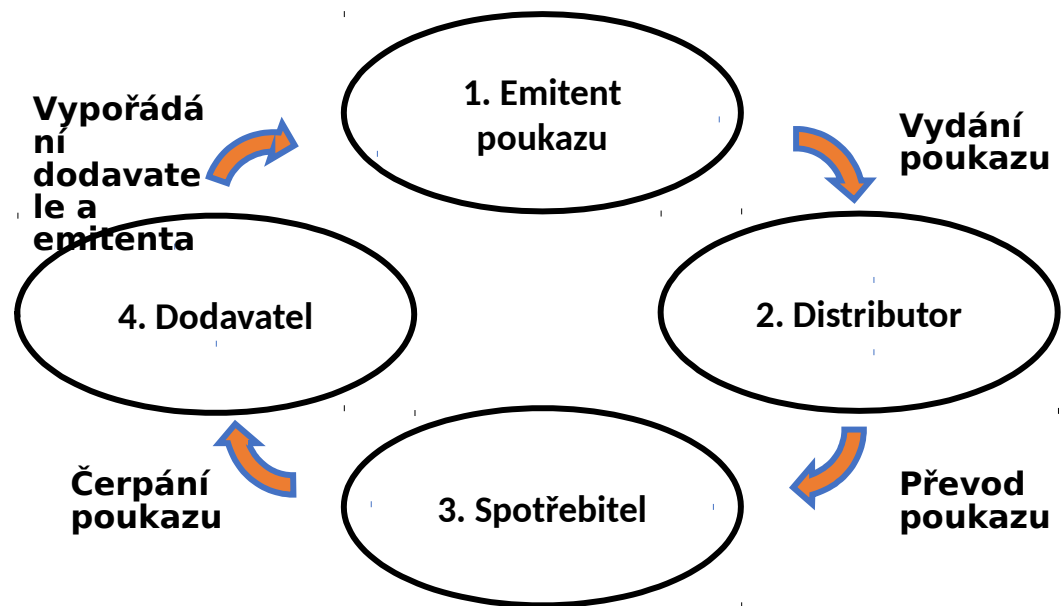 1. Emitent
poukazu
Vydání
poukazu
2. Distributor
Převod
poukazu
3. Spotřebitel
Čerpání
poukazu
4. Dodavatel
Vypořádá
ní
dodavate
le a
emitenta